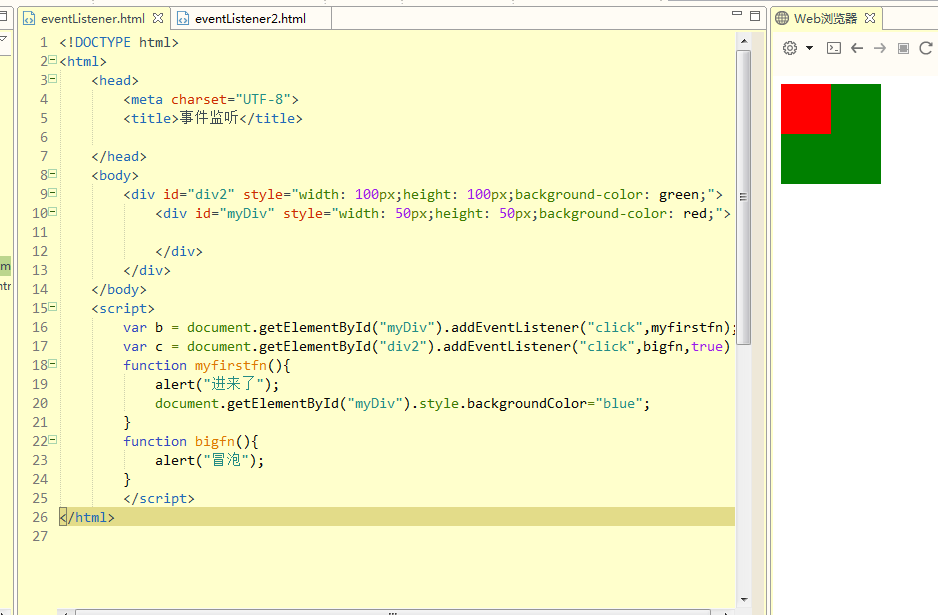 eventListener.html
eventListener2.html
Web浏览器
1 <!DOCTYPE html>
2 <html>
3 <head>
4 <meta charset="UTF-8">
5 <title>事件监听</title>
6
7 </head>
8 <body>
9 <div id="div2" style="width: 100px;height: 100px;background-color: green;">
10 <div id="myDiv" style="width: 50px;height: 50px;background-color: red;">
11
12 </div>
13 </div>
14 </body>
15 <script>
16 var b = document.getElementById("myDiv").addEventListener("click",myfirstfn);
17 var c = document.getElementById("div2").addEventListener("click",bigfn,true)
18 function myfirstfn(){
19 alert("进来了");
20 document.getElementById("myDiv").style.backgroundColor="blue";
21 }
22 function bigfn(){
23 alert("冒泡");
24 }
25 </script>
26 </html>
27